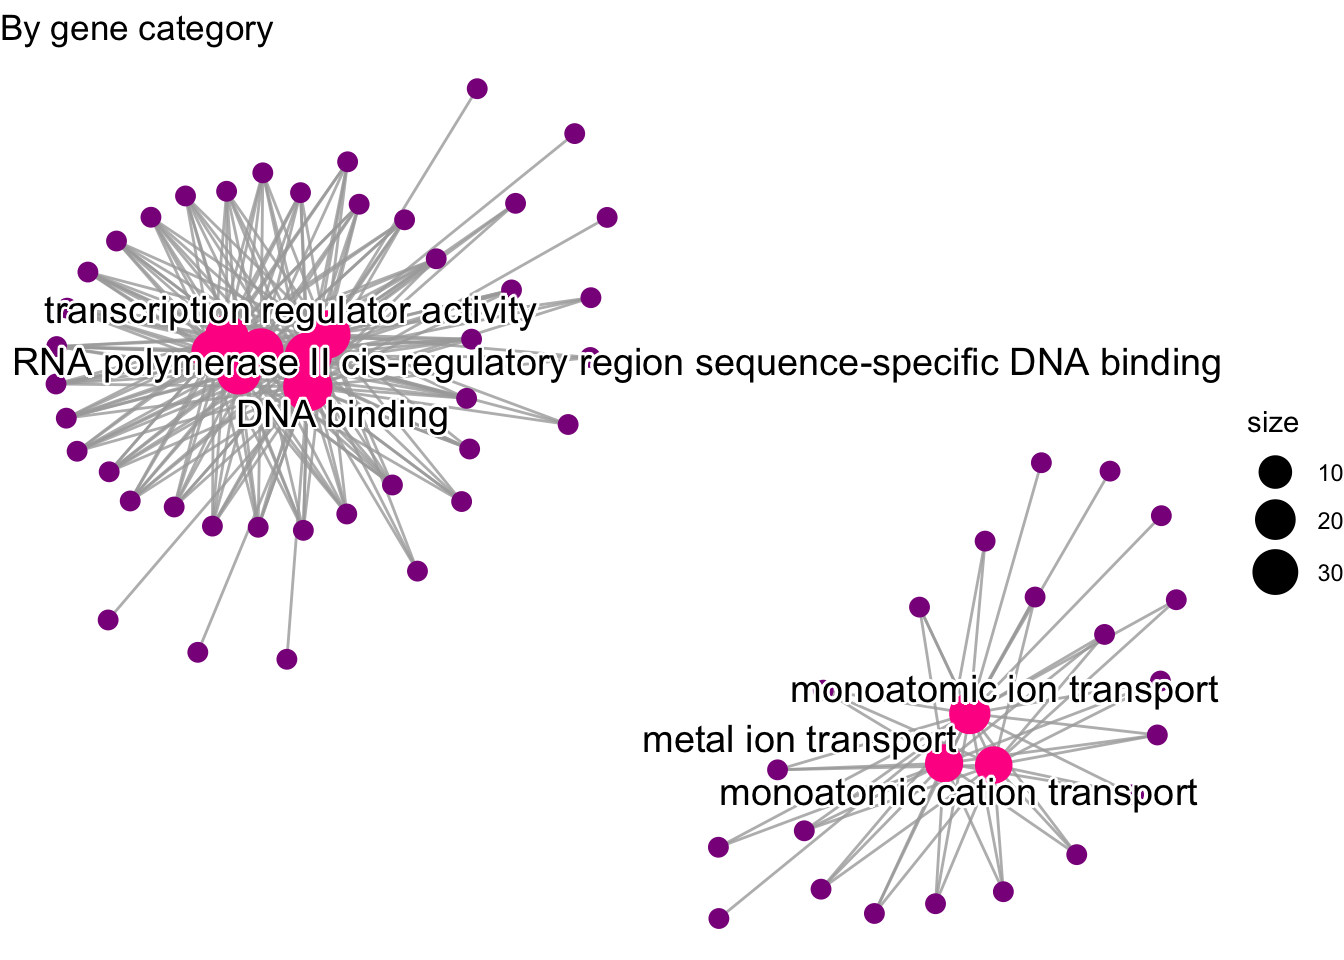 By gene category
transcription regulator activity
RNA polymerase II cis-regulatory region sequence-specific DNA binding
DNA binding
size
10
20
30
monoatomic ion transport
metal ion transport
monoatomic cation transport